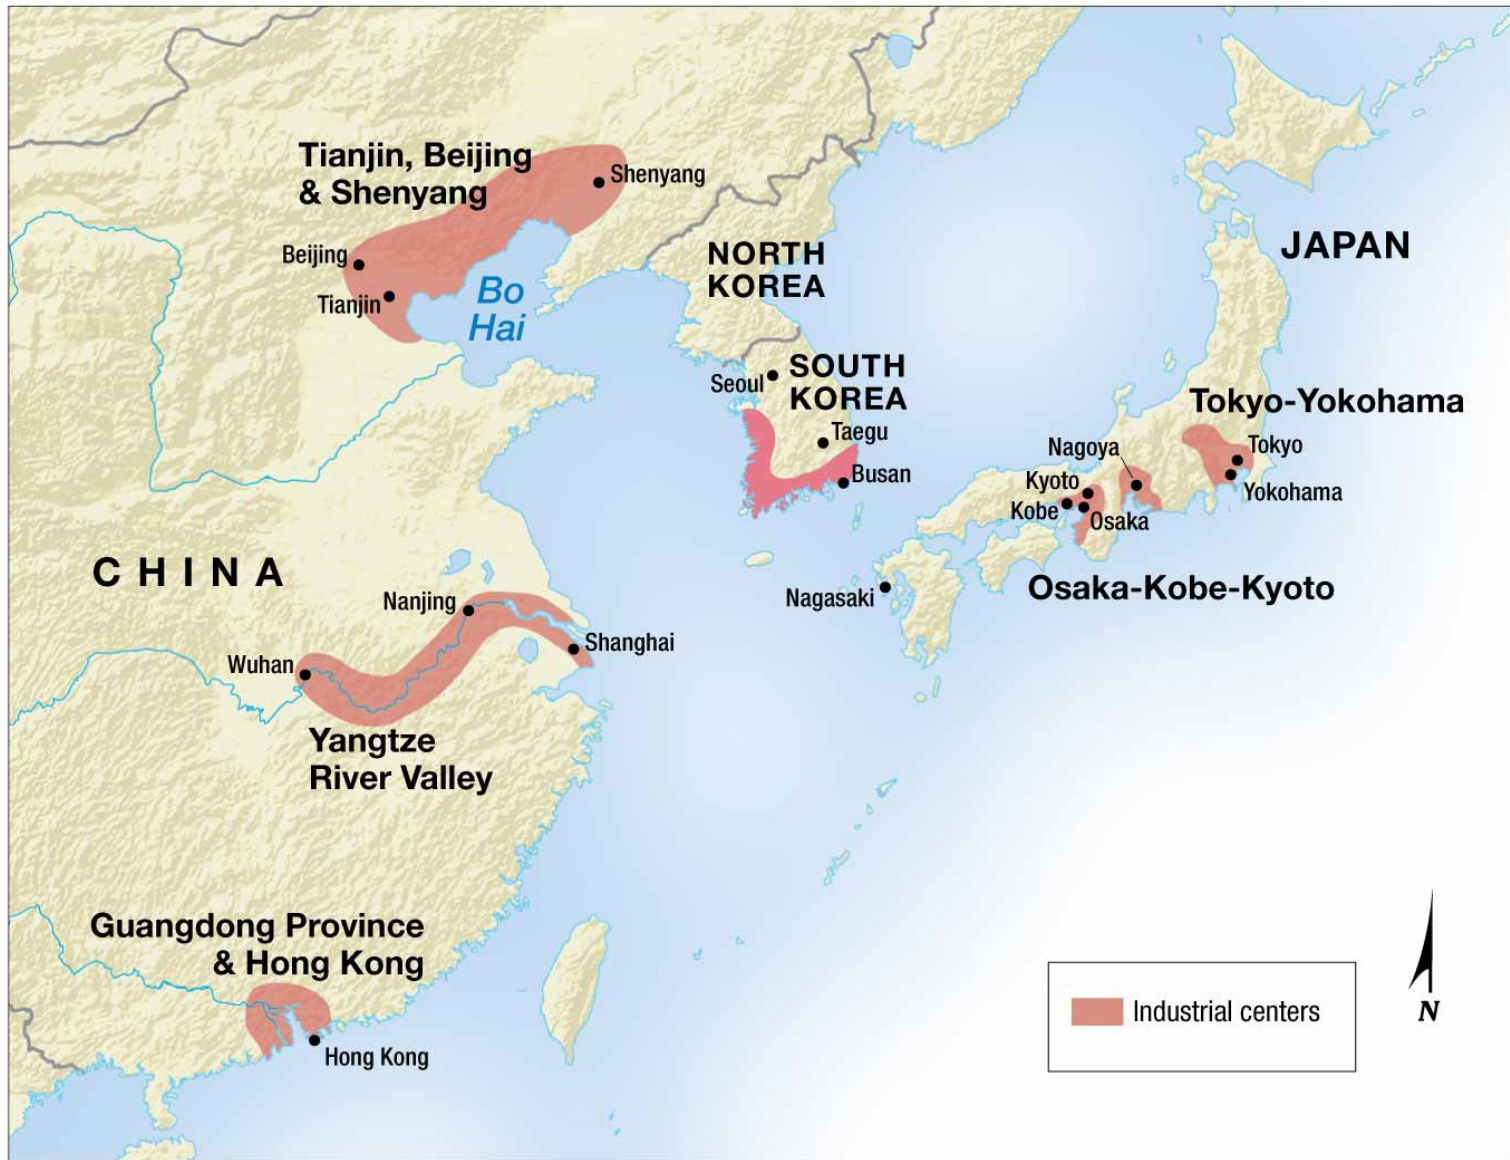 Tianjin, Beijing
& Shenyang
Shenyang
Beijing
Tianjin
Bo
Hai
NORTH
KOREA
JAPAN
SOUTH
KOREA
Seoul
Taegu
Busan
Tokyo-Yokohama
Nagoya
Tokyo
Kyoto
Yokohama
Kobe
Osaka
CHINA
Osaka-Kobe-Kyoto
Nagasaki
Nanjing
Shanghai
Wuhan
Yangtze
River Valley
Guangdong Province
& Hong Kong
Hong Kong
Industrial centers
N